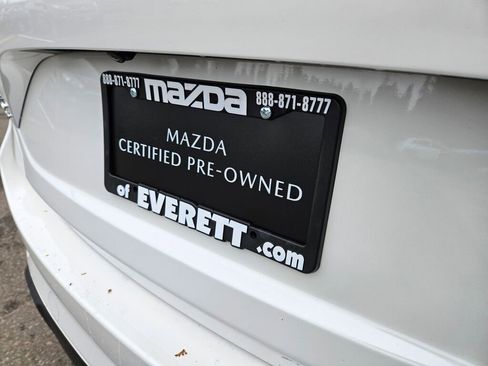 888-871-8777 mazda 888-871-8777
MAZDA
CERTIFIED PRE-OWNED
of EVERETT .com